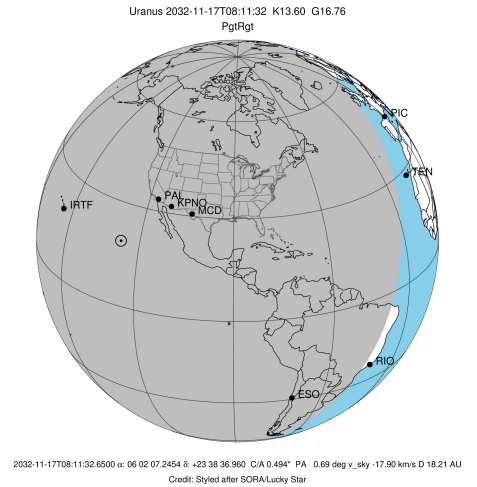 Uranus 2032-11-17T08:11:32 K13.60 G16.76
PgtRgt
PIC
TEN
IRTF
PAL
KPNO
MCD
RIO
ESO
2032-11-17T08:11:32.6500 α: 06 02 07.2454 δ: +23 38 36.960 C/A 0.494" PA 0.69 deg v_sky -17.90 km/s D 18.21 AU
Credit: Styled after SORA/Lucky Star